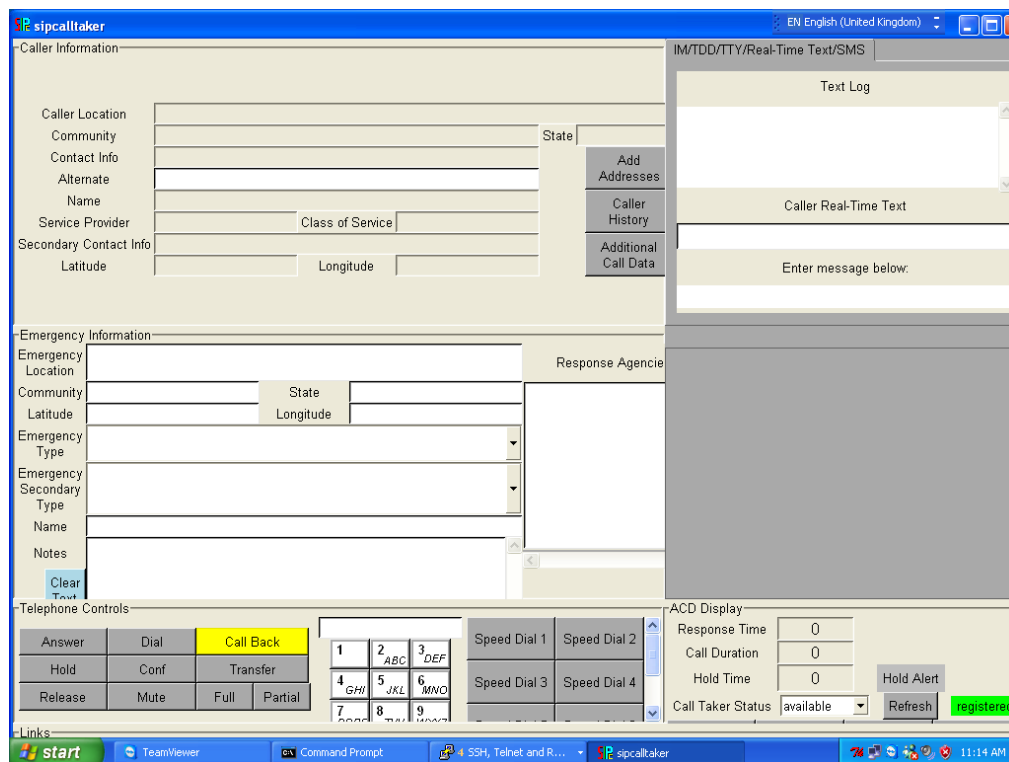 sipcalltaker
EN English (United Kingdom)
Caller Information
IM/TDD/TTY/Real-Time Text/SMS
Text Log
Caller Location
Community
State
Contact Info
Add Addresses
Alternate
Name
Caller History
Caller Real-Time Text
Service Provider
Class of Service
Secondary Contact Info
Additional Call Data
Latitude
Longitude
Enter message below:
Emergency Information
Emergency Location
Response Agencie
Community
State
Latitude
Longitude
Emergency Type
Emergency Secondary Type
Name
Notes
Clear Text
Telephone Controls
Answer
Dial
Call Back
Hold
Conf
Transfer
Release
Mute
Full
Partial
1
2 ABC
3 DEF
4 GHI
5 JKL
6 MNO
7
8
9
Speed Dial 1
Speed Dial 2
Speed Dial 3
Speed Dial 4
ACD Display
Response Time 0
Call Duration 0
Hold Time 0
Hold Alert
Call Taker Status available
Refresh
registered
Links
start
TeamViewer
Command Prompt
4 SSH, Telnet and R...
sipcalltaker
11:14 AM